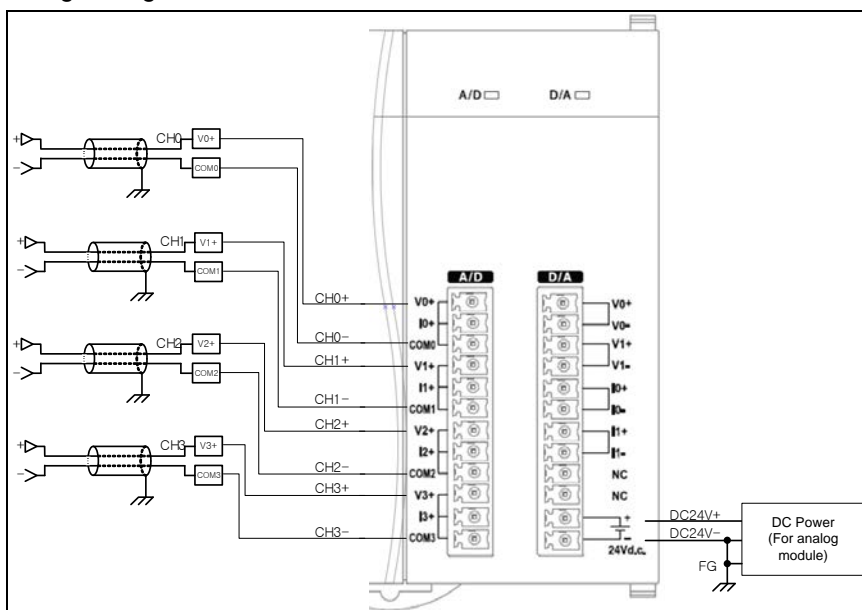 A/D D/A
CH0 V0+
+
- COM0
CH1 V1+
+
- COM1
CH2 V2+
+
- COM2
CH3 V3+
+
- COM3
CH0+
CH0-
CH1+
CH1-
CH2+
CH2-
CH3+
CH3-
A/D
V0+
I0+
COM0
V1+
I1+
COM1
V2+
I2+
COM2
V3+
I3+
COM3
D/A
V0+
V0-
V1+
V1-
I0+
I0-
I1+
I1-
NC
NC
+
-
24Vd.c.
DC24V+
DC24V-
FG
DC Power
(For analog
module)